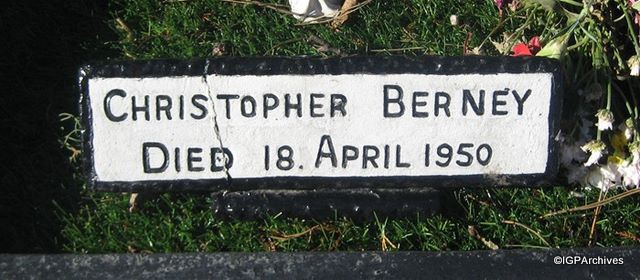 CHRISTOPHER BERNEY
DIED 18. APRIL 1950
©IGPArchives